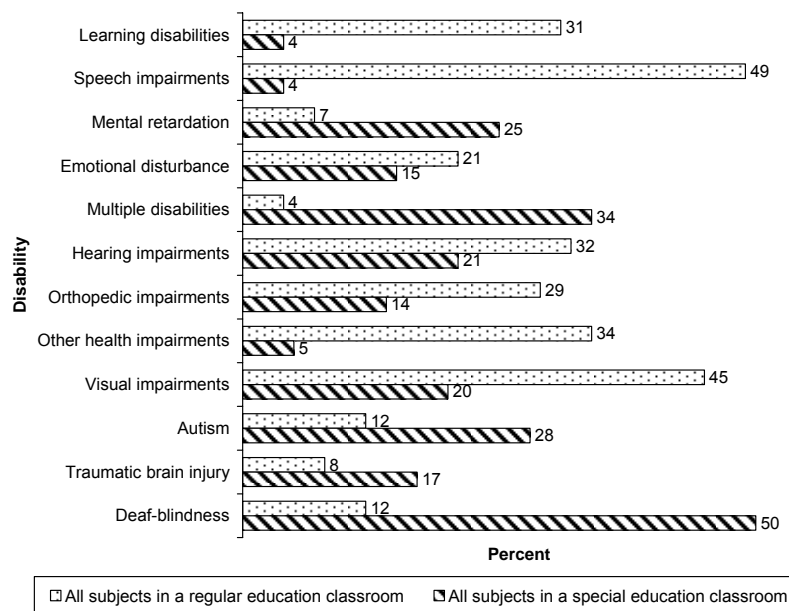 Learning disabilities
31
4
Speech impairments
49
4
Mental retardation
7
25
Emotional disturbance
21
15
Multiple disabilities
4
34
Hearing impairments
32
21
Orthopedic impairments
29
14
Other health impairments
34
5
Visual impairments
45
20
Autism
12
28
Traumatic brain injury
8
17
Deaf-blindness
12
50
Disability
Percent
All subjects in a regular education classroom
All subjects in a special education classroom